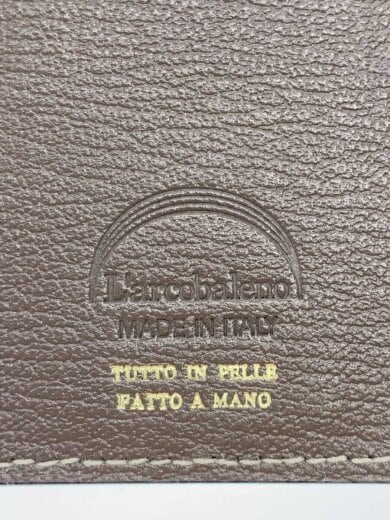 L'arcobaleno
MADE IN ITALY
TUTTO IN PELLE
FATTO A MANO